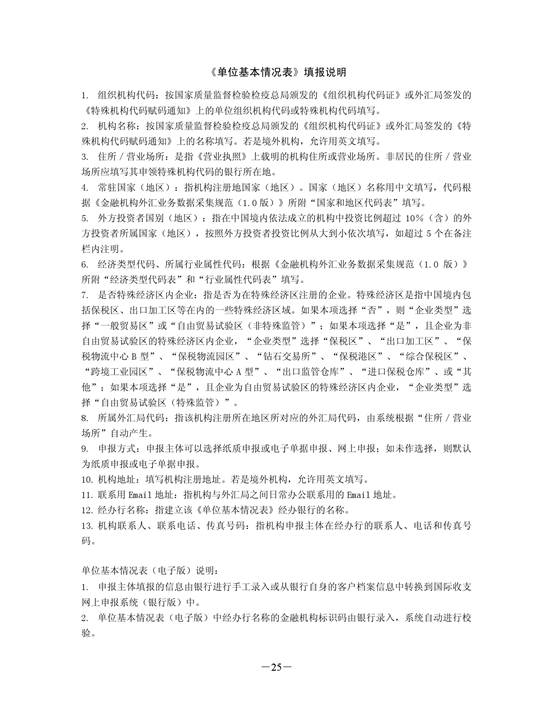 《单位基本情况表》填报说明
1. 组织机构代码：按国家质量监督检验检疫总局颁发的《组织机构代码证》或外汇局签发的
《特殊机构代码赋码通知》上的单位组织机构代码或特殊机构代码填写。
2. 机构名称：按国家质量监督检验检疫总局颁发的《组织机构代码证》或外汇局签发的《特
殊机构代码赋码通知》上的名称填写。若是境外机构，允许用英文填写。
3. 住所／营业场所：是指《营业执照》上载明的机构住所或营业场所。非居民的住所／营业
场所应填写其申领特殊机构代码的银行所在地。
4. 常驻国家（地区）：指机构注册地国家（地区）。国家（地区）名称用中文填写，代码根
据《金融机构外汇业务数据采集规范（1.0 版）》所附“国家和地区代码表”填写。
5. 外方投资者国别（地区）：指在中国境内依法成立的机构中投资比例超过 10％（含）的外
方投资者所属国家（地区），按照外方投资者投资比例从大到小依次填写，如超过 5 个在备注
栏内注明。
6. 经济类型代码、所属行业属性代码：根据《金融机构外汇业务数据采集规范（1.0 版）》
所附“经济类型代码表”和“行业属性代码表”填写。
7. 是否特殊经济区内企业：指是否为在特殊经济区注册的企业。特殊经济区是指中国境内包
括保税区、出口加工区等在内的一些特殊经济区域。如果本项选择“否”，则“企业类型”选
择“一般贸易区”或“自由贸易试验区（非特殊监管）”；如果本项选择“是”，且企业为非
自由贸易试验区的特殊经济区内企业，“企业类型”选择“保税区”、“出口加工区”、“保
税物流中心 B 型”、“保税物流园区”、“钻石交易所”、“保税港区”、“综合保税区”、
“跨境工业园区”、“保税物流中心 A 型”、“出口监管仓库”、“进口保税仓库”、或“其
他”；如果本项选择“是”，且企业为自由贸易试验区的特殊经济区内企业，“企业类型”选
择“自由贸易试验区（特殊监管）”。
8. 所属外汇局代码：指该机构注册所在地区所对应的外汇局代码，由系统根据“住所／营业
场所”自动产生。
9. 申报方式：申报主体可以选择纸质申报或电子单据申报、网上申报；如未作选择，则默认
为纸质申报或电子单据申报。
10. 机构地址：填写机构注册地址。若是境外机构，允许用英文填写。
11. 联系用 Email 地址：指机构与外汇局之间日常办公联系用的 Email 地址。
12. 经办行名称：指建立该《单位基本情况表》经办银行的名称。
13. 机构联系人、联系电话、传真号码：指机构申报主体在经办行的联系人、电话和传真号
码。
单位基本情况表（电子版）说明：
1. 申报主体填报的信息由银行进行手工录入或从银行自身的客户档案信息中转换到国际收支
网上申报系统（银行版）中。
2. 单位基本情况表（电子版）中经办行名称的金融机构标识码由银行录入，系统自动进行校
验。
—25—